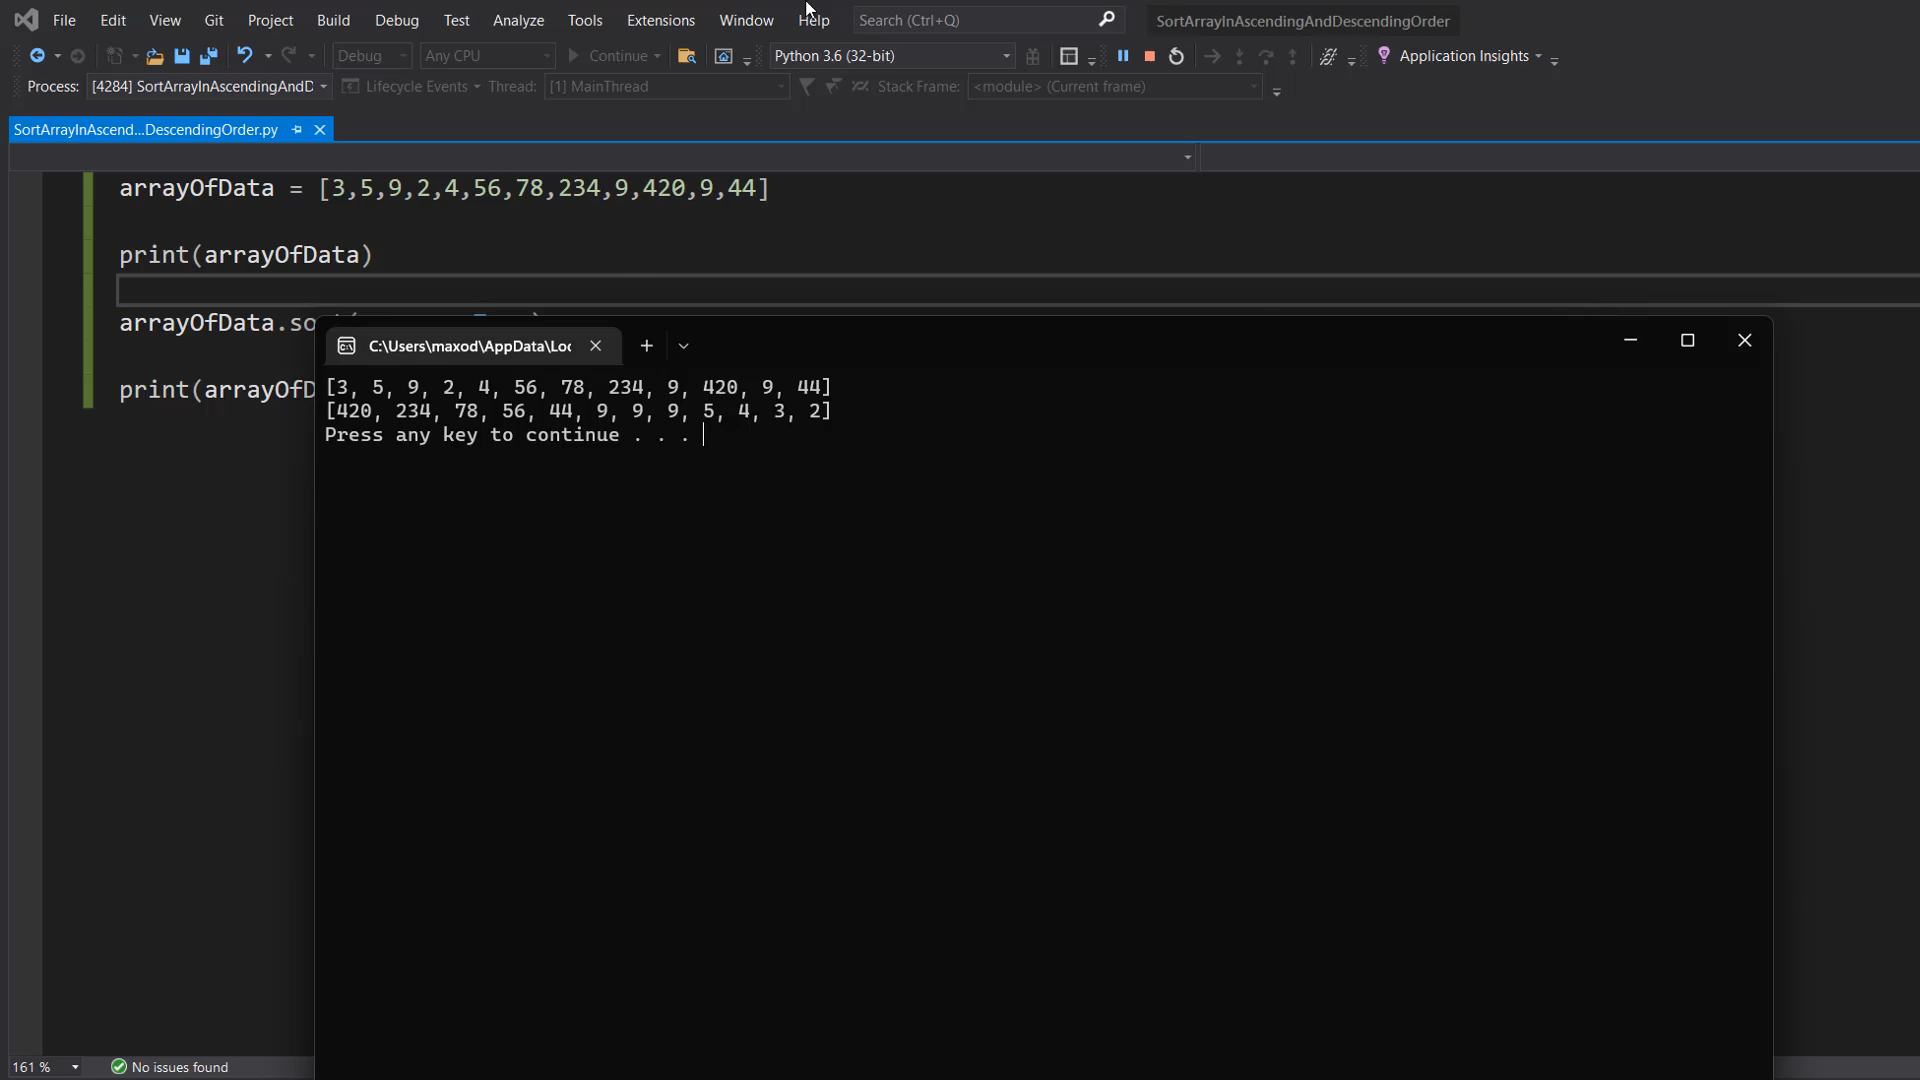 File Edit View Git Project Build Debug Test Analyze Tools Extensions Window Help Search (Ctrl+Q) SortArrayInAscendingAndDescendingOrder
Debug Any CPU Continue Python 3.6 (32-bit) Application Insights
Process: [4284] SortArrayInAscendingAndD Lifecycle Events Thread: [1] MainThread Stack Frame: <module> (Current frame)
SortArrayInAscend...DescendingOrder.py
arrayOfData = [3,5,9,2,4,56,78,234,9,420,9,44]
print(arrayOfData)
arrayOfData.so
C:\Users\maxod\AppData\Loc
print(arrayOfD
[3, 5, 9, 2, 4, 56, 78, 234, 9, 420, 9, 44]
[420, 234, 78, 56, 44, 9, 9, 9, 5, 4, 3, 2]
Press any key to continue . . .
161 % No issues found